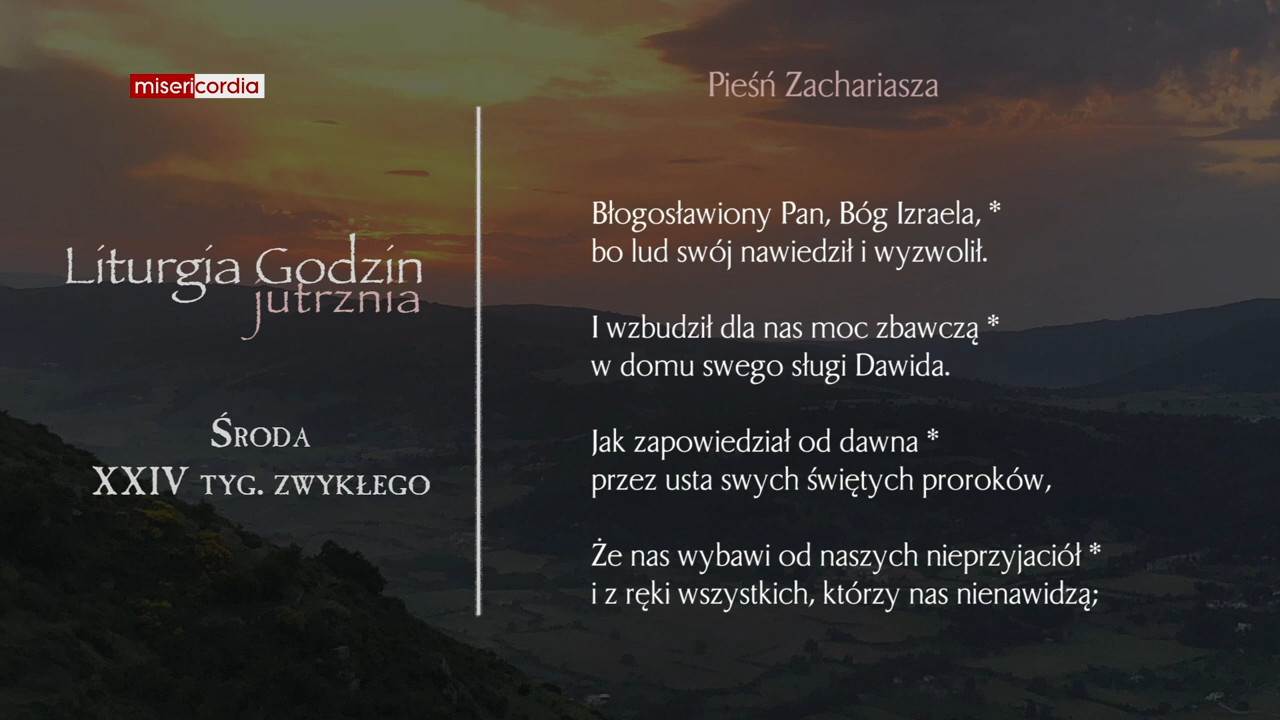 misericordia
Liturgia Godzin
jutrznia
Środa
XXIV tyg. zwykłego
Pieśń Zachariasza
Błogosławiony Pan, Bóg Izraela, *
bo lud swój nawiedził i wyzwolił.
I wzbudził dla nas moc zbawczą *
w domu swego sługi Dawida.
Jak zapowiedział od dawna *
przez usta swych świętych proroków,
Że nas wybawi od naszych nieprzyjaciół *
i z ręki wszystkich, którzy nas nienawidzą;